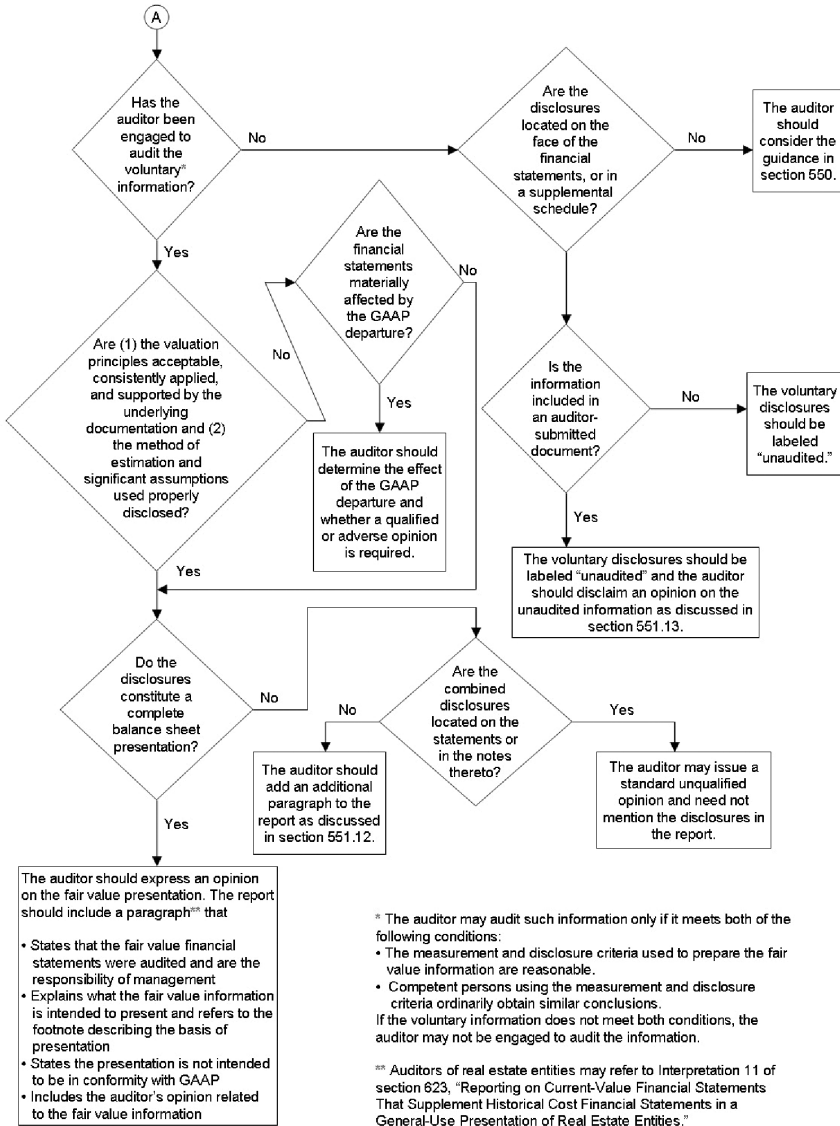 A
Has the
auditor been
engaged to
audit the
voluntary*
information?
No
Are the
disclosures
located on the
face of the
financial
statements, or in
a supplemental
schedule?
No
The auditor
should
consider the
guidance in
section 550.
Yes
Are the
financial
statements
materially
affected by
the GAAP
departure?
No
Are (1) the valuation
principles acceptable,
consistently applied,
and supported by the
underlying
documentation and (2)
the method of
estimation and
significant assumptions
used properly
disclosed?
No
Is the
information
included in
an auditor-
submitted
document?
No
The voluntary
disclosures
should be
labeled
“unaudited.”
Yes
The auditor should
determine the effect
of the GAAP
departure and
whether a qualified
or adverse opinion
is required.
Yes
The voluntary disclosures should be
labeled “unaudited” and the auditor
should disclaim an opinion on the
unaudited information as discussed in
section 551.13.
Yes
Do the
disclosures
constitute a
complete
balance sheet
presentation?
No
Are the
combined
disclosures
located on the
statements or
in the notes
thereto?
No
Yes
The auditor should
add an additional
paragraph to the
report as discussed
in section 551.12.
The auditor may issue a
standard unqualified
opinion and need not
mention the disclosures in
the report.
Yes
The auditor should express an opinion
on the fair value presentation. The report
should include a paragraph** that
• States that the fair value financial
statements were audited and are the
responsibility of management
• Explains what the fair value information
is intended to present and refers to the
footnote describing the basis of
presentation
• States the presentation is not intended
to be in conformity with GAAP
• Includes the auditor’s opinion related
to the fair value information
* The auditor may audit such information only if it meets both of the
following conditions:
• The measurement and disclosure criteria used to prepare the fair
value information are reasonable.
• Competent persons using the measurement and disclosure
criteria ordinarily obtain similar conclusions.
If the voluntary information does not meet both conditions, the
auditor may not be engaged to audit the information.
** Auditors of real estate entities may refer to Interpretation 11 of
section 623, “Reporting on Current-Value Financial Statements
That Supplement Historical Cost Financial Statements in a
General-Use Presentation of Real Estate Entities.”